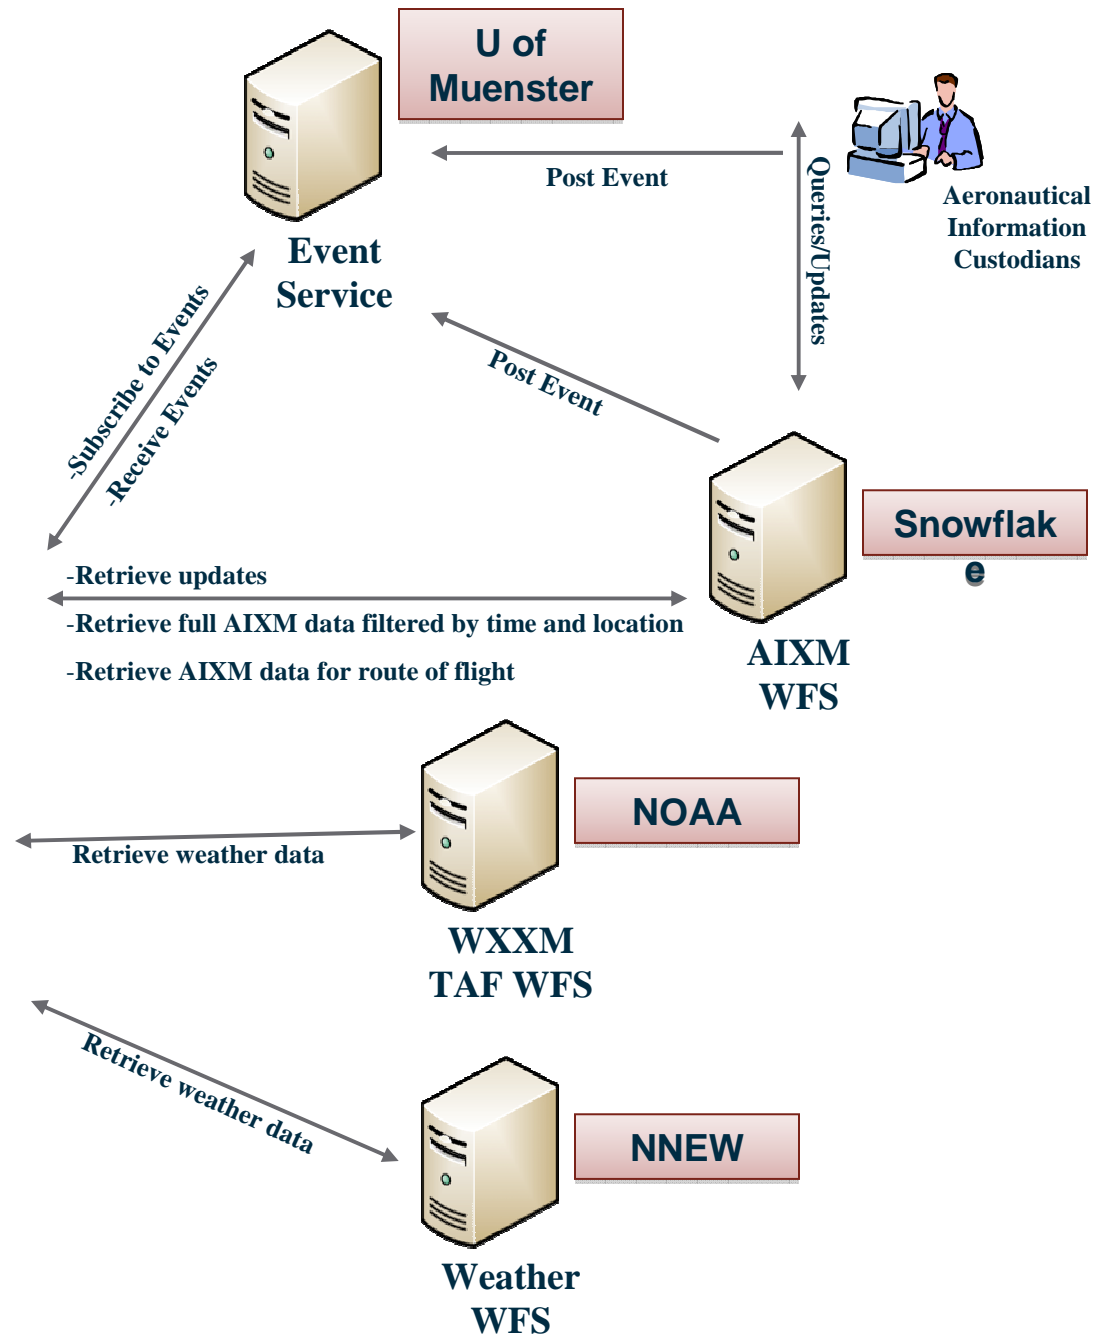 U of
Muenster
Post Event
Queries/Updates
Aeronautical
Information
Custodians
Event
Service
-Subscribe to Events
-Receive Events
Post Event
Snowflak
e
-Retrieve updates
-Retrieve full AIXM data filtered by time and location
-Retrieve AIXM data for route of flight
AIXM
WFS
NOAA
Retrieve weather data
WXXM
TAF WFS
Retrieve weather data
NNEW
Weather
WFS